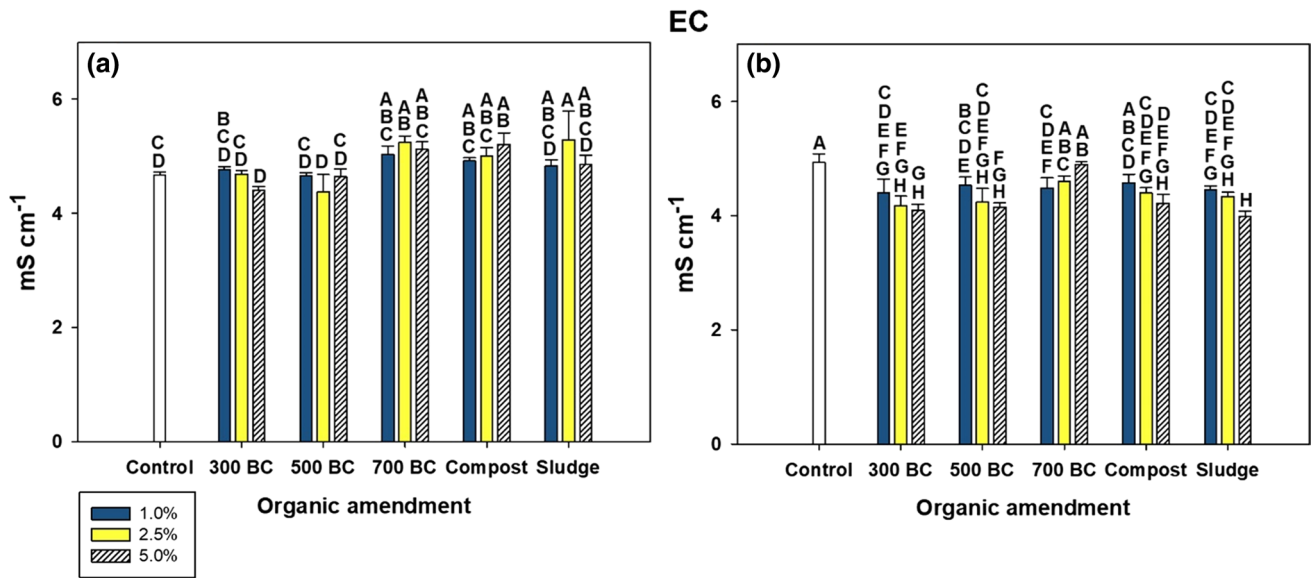 EC
(a)
mS cm-1
6
4
2
0
C D
B C D
C D
D
C D
D
C D
A B C
A B
A B C
A B C
A B C
A B
A B C D
A
A B C D
Control 300 BC 500 BC 700 BC Compost Sludge
Organic amendment
1.0%
2.5%
5.0%
(b)
mS cm-1
6
4
2
0
A
C D E F G
E F G H
G H
B C D E
C D E F G H
F G H
C D E F
A B C
A B
A B C D
C D E F G
D E F G H
C D E F G
C D E F G H
H
Control 300 BC 500 BC 700 BC Compost Sludge
Organic amendment